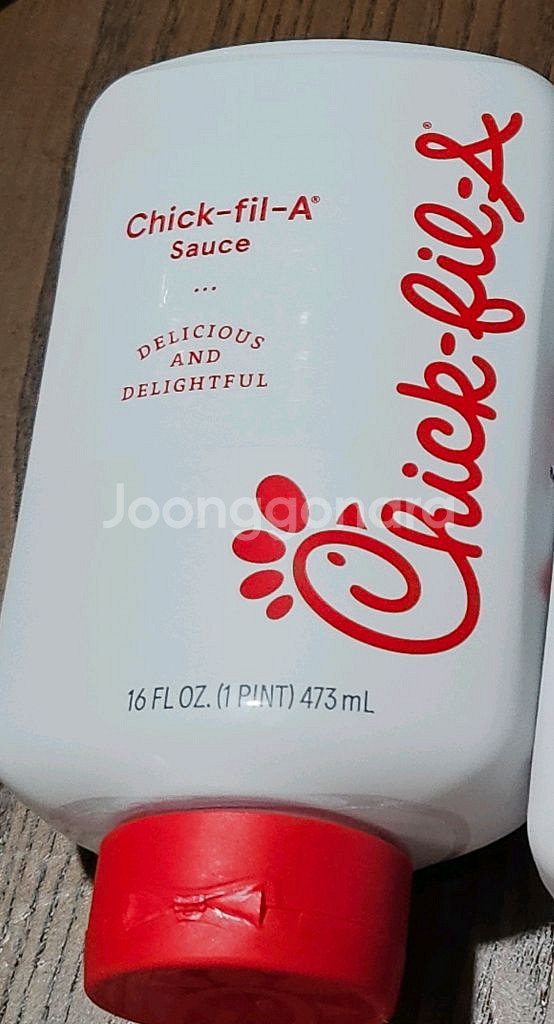 Chick-fil-A®
Sauce
...
DELICIOUS
AND
DELIGHTFUL
Chick-fil-A®
Joonggonara
16 FL OZ. (1 PINT) 473 mL